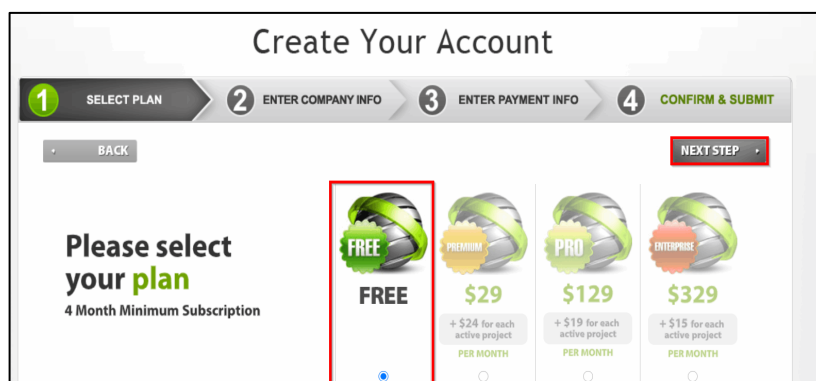 Create Your Account
1 SELECT PLAN 2 ENTER COMPANY INFO 3 ENTER PAYMENT INFO 4 CONFIRM & SUBMIT
BACK NEXT STEP
Please select
your plan
4 Month Minimum Subscription
FREE
FREE
PREMIUM
$29
+ $24 for each
active project
PER MONTH
PRO
$129
+ $19 for each
active project
PER MONTH
ENTERPRISE
$329
+ $15 for each
active project
PER MONTH